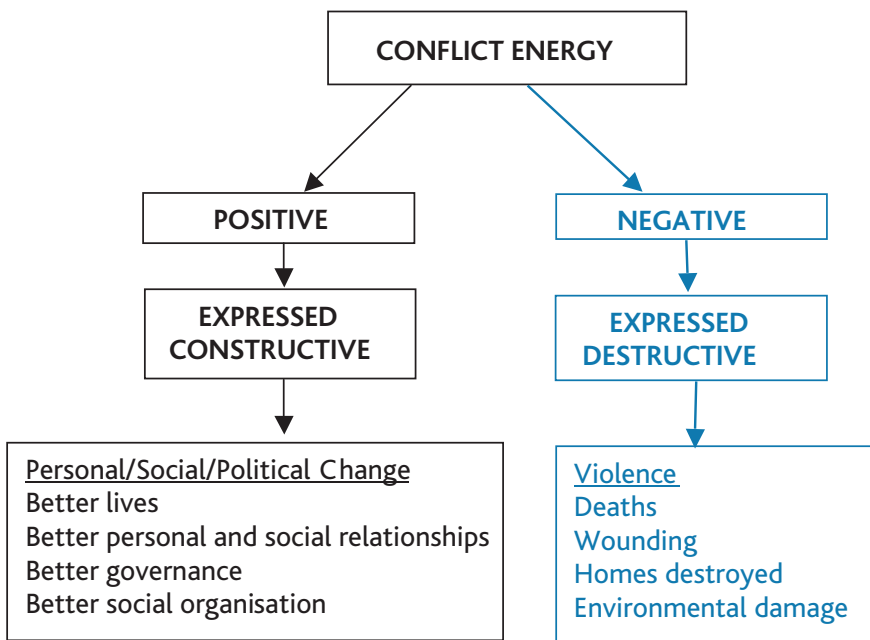 CONFLICT ENERGY
POSITIVE
NEGATIVE
EXPRESSED
CONSTRUCTIVE
EXPRESSED
DESTRUCTIVE
Personal/Social/Political Change
Better lives
Better personal and social relationships
Better governance
Better social organisation
Violence
Deaths
Wounding
Homes destroyed
Environmental damage